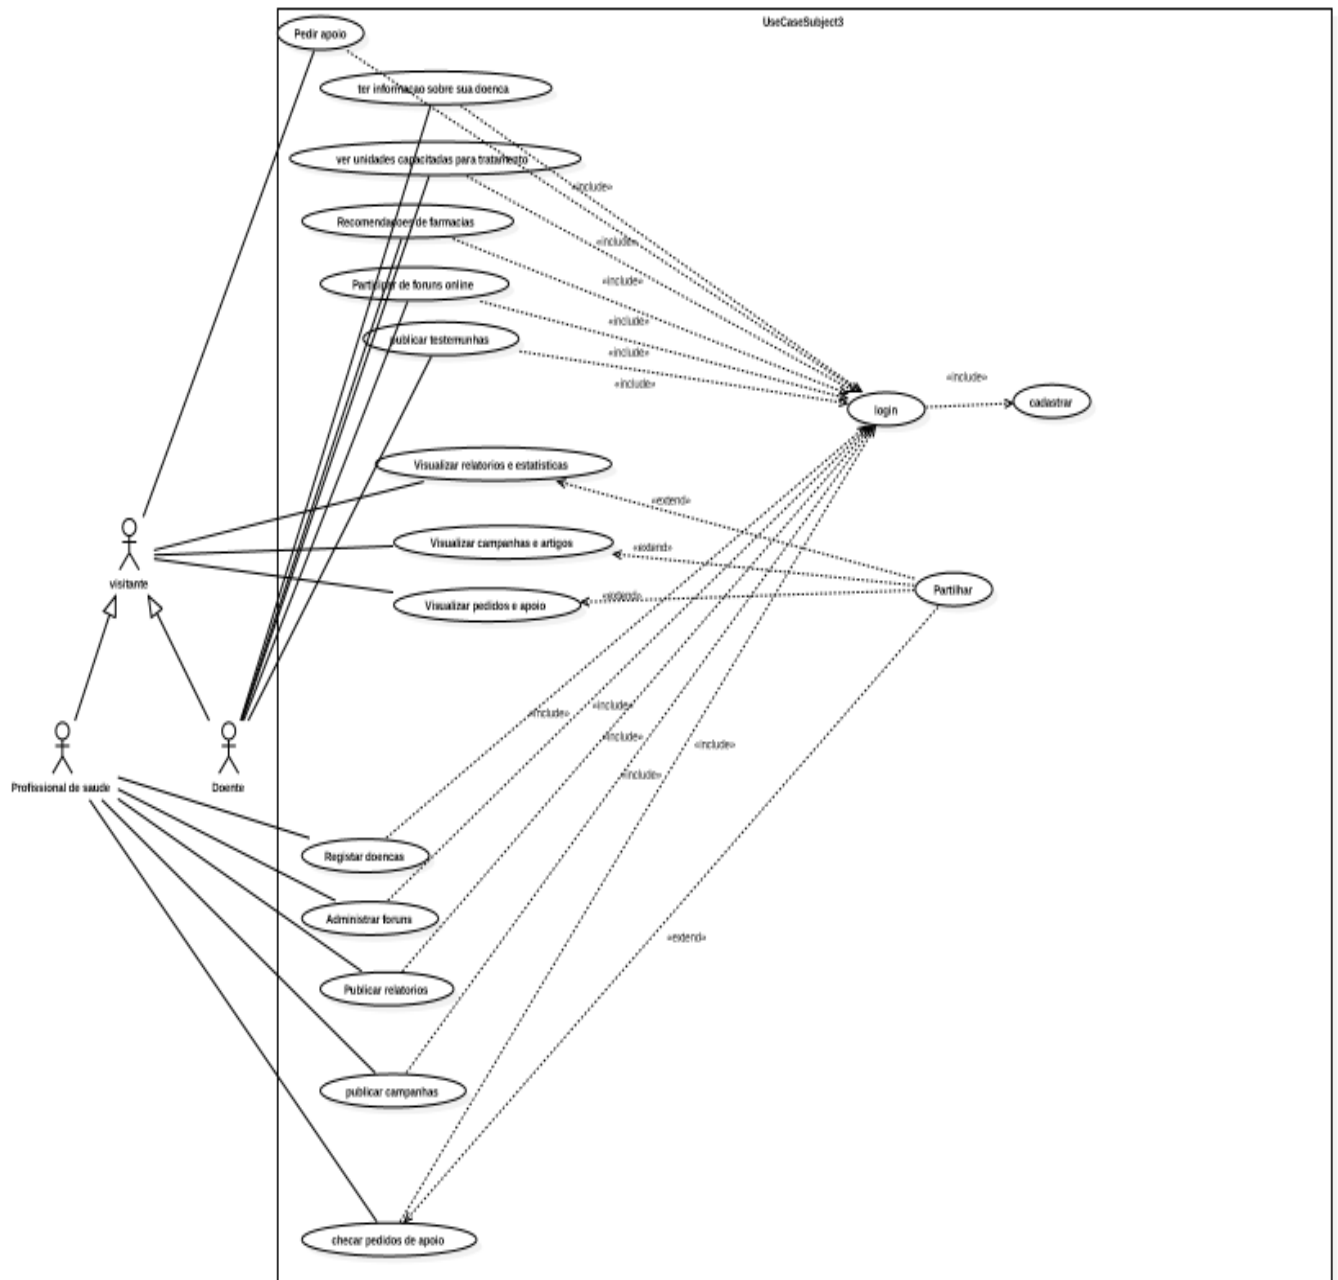 UseCaseSubject3
Pedir apoio
ter informacao sobre sua doenca
ver unidades capacitadas para tratamento
«include»
Recomendacoes de farmacias
«include»
Participar de foruns online
«include»
«include»
publicar testemunhas
«include»
«include»
«include»
login
cadastrar
Visualizar relatorios e estatisticas
«extend»
Visualizar campanhas e artigos
«extend»
visitante
Partilhar
«extend»
Visualizar pedidos e apoio
«include»
«include»
«include»
«include»
«include»
Profissional de saude
Doente
Registar doencas
Administrar foruns
«extend»
Publicar relatorios
publicar campanhas
checar pedidos de apoio